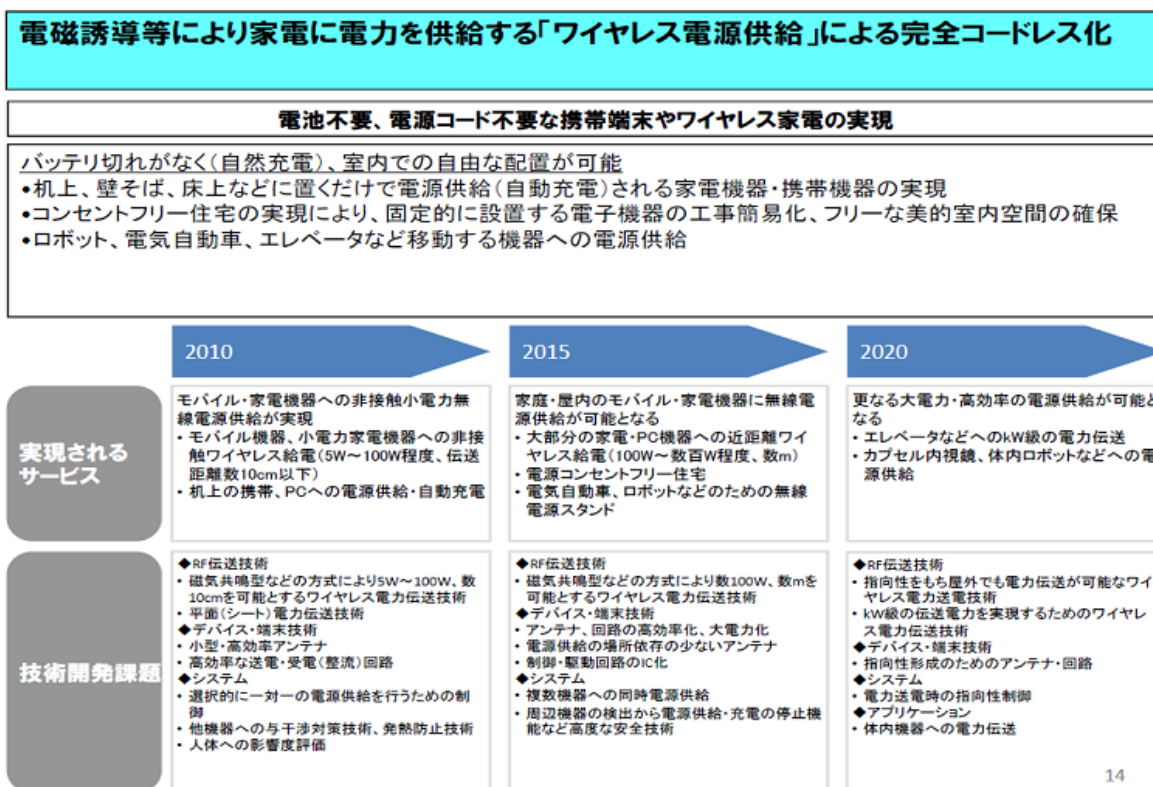 電磁誘導等により家電に電力を供給する「ワイヤレス電源供給」による完全コードレス化
電池不要、電源コード不要な携帯端末やワイヤレス家電の実現
バッテリ切れがなく(自然充電)、室内での自由な配置が可能
•机上、壁そば、床上などに置くだけで電源供給(自動充電)される家電機器・携帯機器の実現
•コンセントフリー住宅の実現により、固定的に設置する電子機器の工事簡易化、フリーな美的室内空間の確保
•ロボット、電気自動車、エレベータなど移動する機器への電源供給
2010
2015
2020
実現される
サービス
モバイル・家電機器への非接触小電力無
線電源供給が実現
・モバイル機器、小電力家電機器への非接
触ワイヤレス給電(5W~100W程度、伝送
距離数10cm以下)
・机上の携帯、PCへの電源供給・自動充電
家庭・屋内のモバイル・家電機器に無線電
源供給が可能となる
・大部分の家電・PC機器への近距離ワイ
ヤレス給電(100W~数百W程度、数m)
・電源コンセントフリー住宅
・電気自動車、ロボットなどのための無線
電源スタンド
更なる大電力・高効率の電源供給が可能と
なる
・エレベータなどへのkW級の電力伝送
・カプセル内視鏡、体内ロボットなどへの電
源供給
技術開発課題
◆RF伝送技術
・磁気共鳴型などの方式により5W~100W、数
10cmを可能とするワイヤレス電力伝送技術
・平面(シート)電力伝送技術
◆デバイス・端末技術
・小型・高効率アンテナ
・高効率な送電・受電(整流)回路
◆システム
・選択的に一対一の電源供給を行うための制
御
・他機器への与干渉対策技術、発熱防止技術
・人体への影響度評価
◆RF伝送技術
・磁気共鳴型などの方式により数100W、数mを
可能とするワイヤレス電力伝送技術
◆デバイス・端末技術
・アンテナ、回路の高効率化、大電力化
・電源供給の場所依存の少ないアンテナ
・制御・駆動回路のIC化
◆システム
・複数機器への同時電源供給
・周辺機器の検出から電源供給・充電の停止機
能など高度な安全技術
◆RF伝送技術
・指向性をもち屋外でも電力伝送が可能なワイ
ヤレス電力送電技術
・kW級の伝送電力を実現するためのワイヤレ
ス電力伝送技術
◆デバイス・端末技術
・指向性形成のためのアンテナ・回路
◆システム
・電力送電時の指向性制御
◆アプリケーション
・体内機器への電力伝送
14